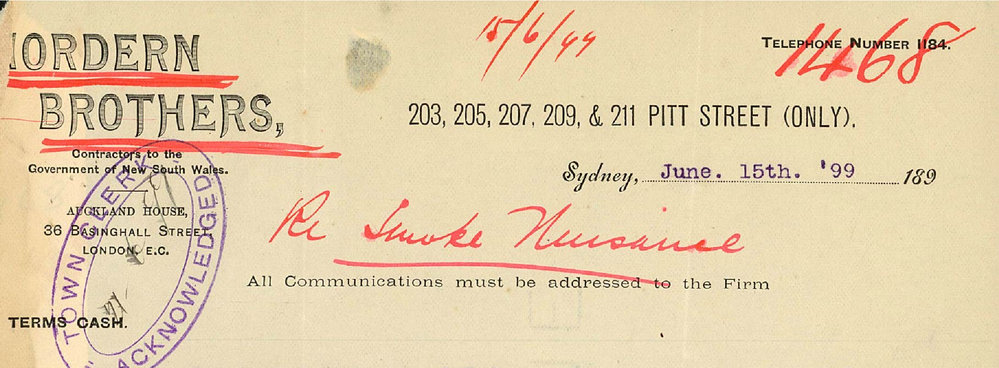 15/6/99
TELEPHONE NUMBER 1184.
1468
HORDERN
BROTHERS,
203, 205, 207, 209, & 211 PITT STREET (ONLY).
Contractors to the
Government of New South Wales.
Sydney, June. 15th. '99 189
AUCKLAND HOUSE,
36 BASINGHALL STREET,
LONDON, E.C.
Re Smoke Nuisance
All Communications must be addressed to the Firm
TERMS CASH.
TOWN CLERK
ACKNOWLEDGED